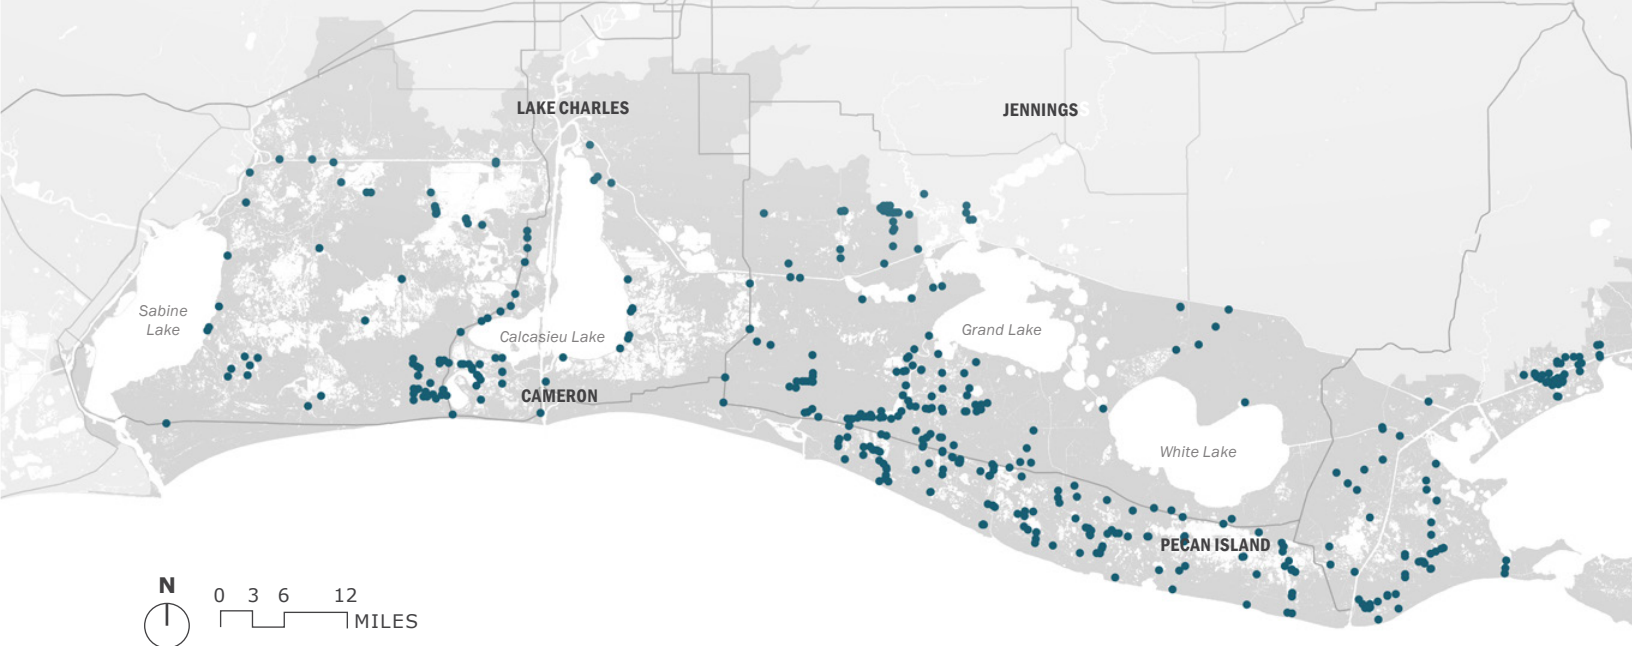 LAKE CHARLES
JENNINGS
Sabine
Lake
Calcasieu Lake
Grand Lake
CAMERON
White Lake
PECAN ISLAND
N
0 3 6 12
MILES